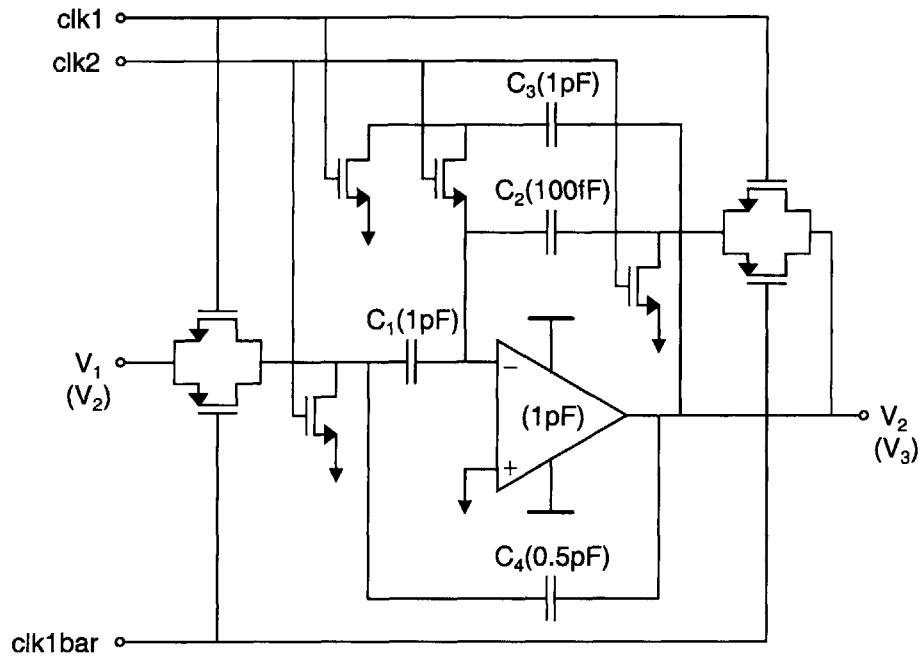 clk1
clk2
C3(1pF)
C2(100fF)
C1(1pF)
V1
(V2)
−
(1pF)
+
V2
(V3)
C4(0.5pF)
clk1bar